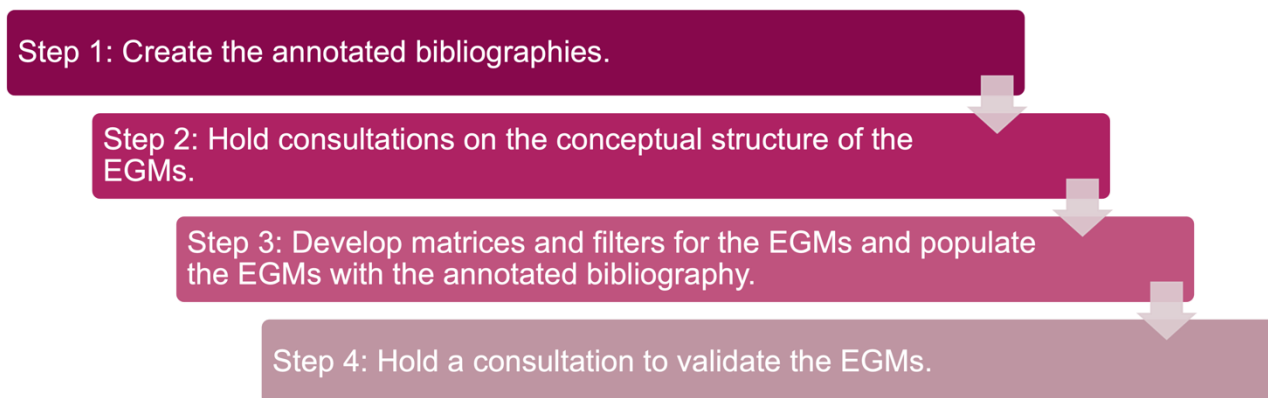 Step 1: Create the annotated bibliographies.
Step 2: Hold consultations on the conceptual structure of the
EGMs.
Step 3: Develop matrices and filters for the EGMs and populate
the EGMs with the annotated bibliography.
Step 4: Hold a consultation to validate the EGMs.